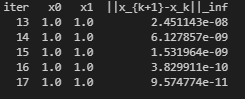 iter x0 x1 ||x_{k+1}-x_k||_inf
13 1.0 1.0 2.451143e-08
14 1.0 1.0 6.127857e-09
15 1.0 1.0 1.531964e-09
16 1.0 1.0 3.829911e-10
17 1.0 1.0 9.574774e-11